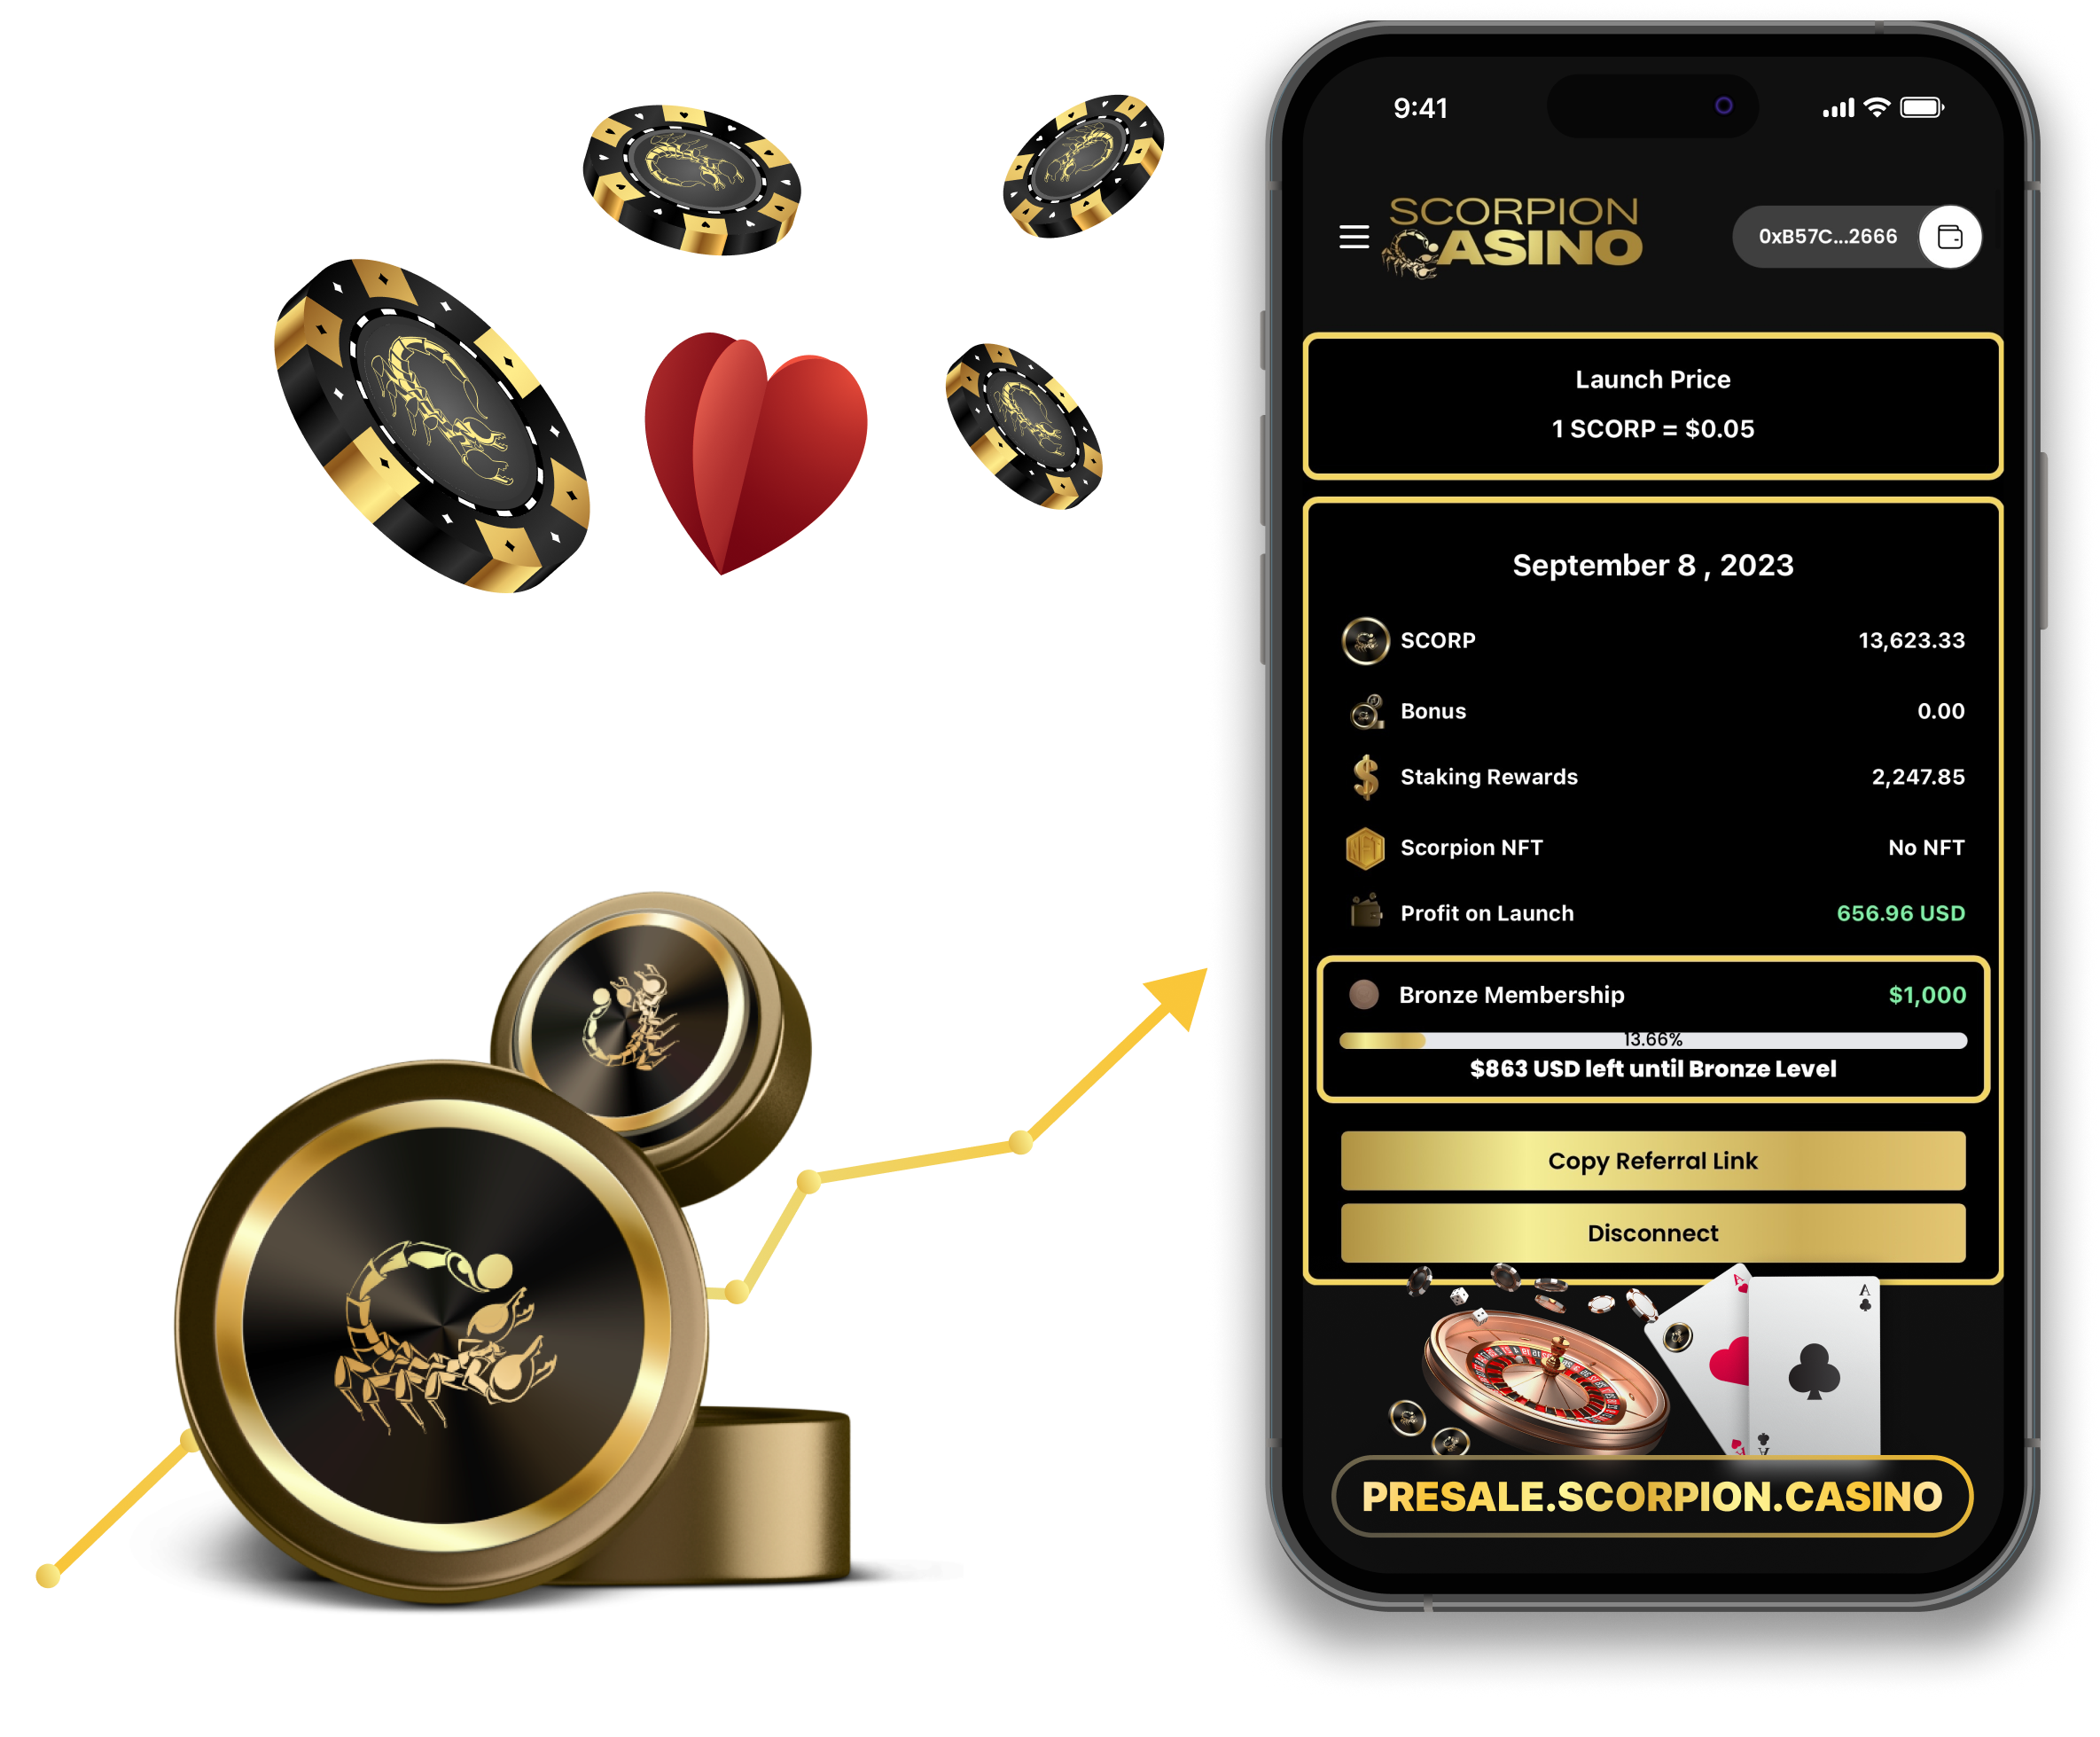 9:41
SCORPION
CASINO
0xB57C...2666
Launch Price
1 SCORP = $0.05
September 8 , 2023
SCORP 13,623.33
Bonus 0.00
Staking Rewards 2,247.85
Scorpion NFT No NFT
Profit on Launch 656.96 USD
Bronze Membership $1,000
13.66%
$863 USD left until Bronze Level
Copy Referral Link
Disconnect
A
A
A
PRESALE.SCORPION.CASINO